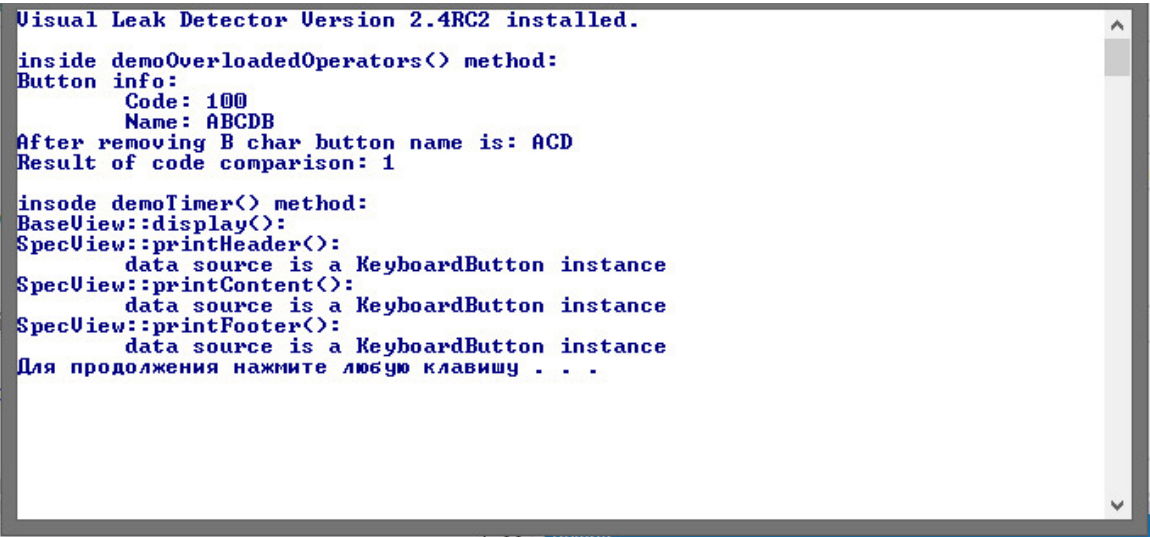 Visual Leak Detector Version 2.4RC2 installed.
inside demoOverloadedOperators() method:
Button info:
Code: 100
Name: ABCDB
After removing B char button name is: ACD
Result of code comparison: 1
insode demoTimer() method:
BaseView::display():
SpecView::printHeader():
data source is a KeyboardButton instance
SpecView::printContent():
data source is a KeyboardButton instance
SpecView::printFooter():
data source is a KeyboardButton instance
Для продолжения нажмите любую клавишу . . .